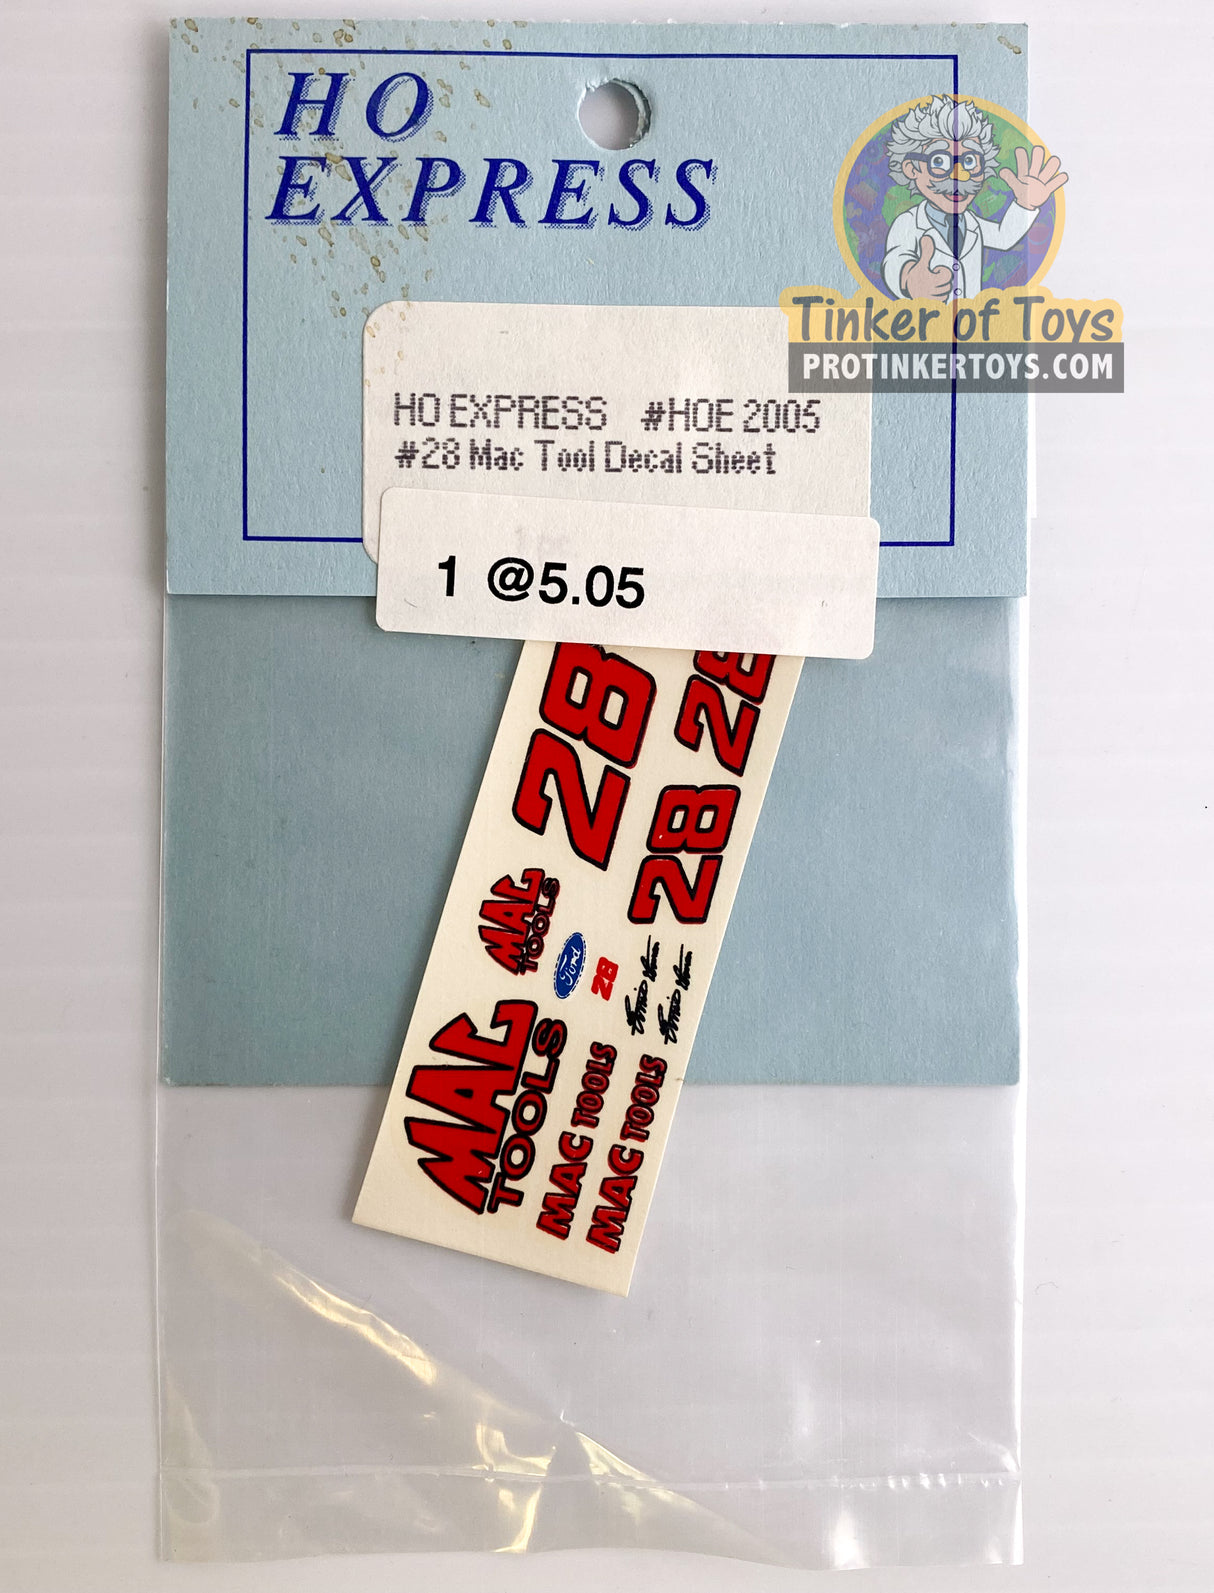 HO
EXPRESS
Tinker of Toys
PROTINKERTOYS.COM
HO EXPRESS #HOE 2005
#28 Mac Tool Decal Sheet
1 @5.05
28
28
28
MAC
TOOLS
Ford
28
MAC
TOOLS
MAC TOOLS
MAC TOOLS